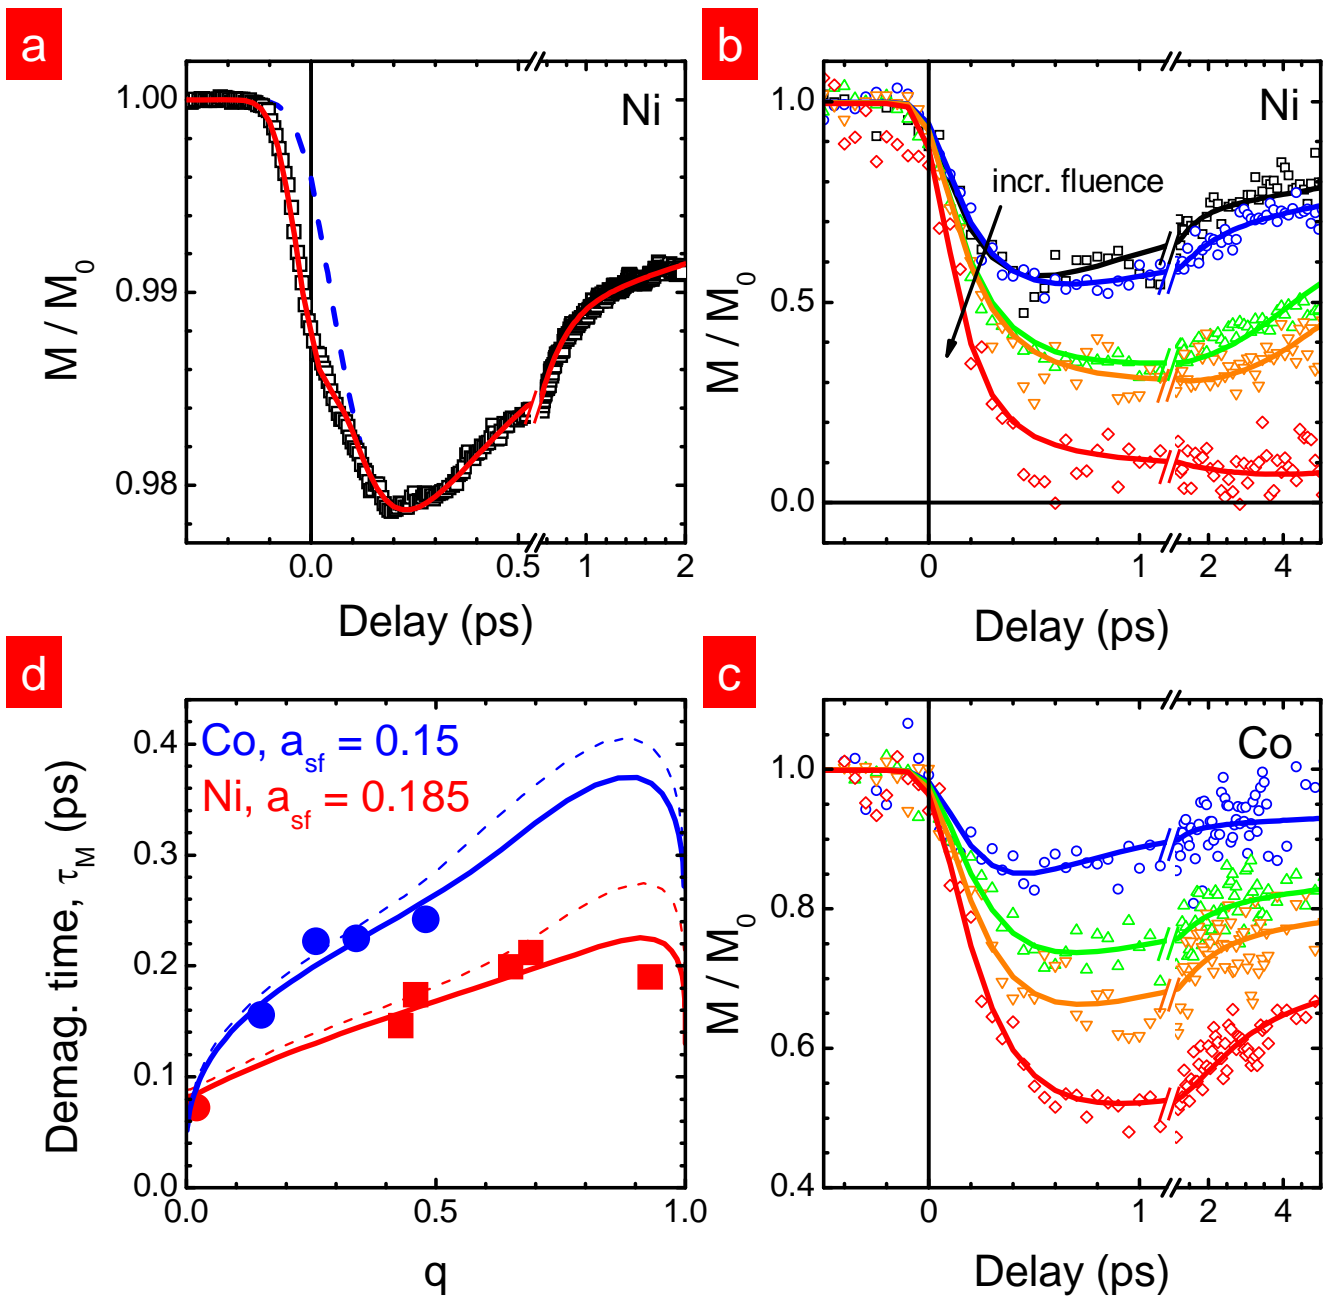 a
Ni
1.00
0.99
0.98
M / M0
0.0
0.5
1
2
Delay (ps)
b
Ni
incr. fluence
1.0
0.5
0.0
M / M0
0
1
2
4
Delay (ps)
d
Co, asf = 0.15
Ni, asf = 0.185
0.4
0.3
0.2
0.1
0.0
Demag. time, τM (ps)
0.0
0.5
1.0
q
c
Co
1.0
0.8
0.6
0.4
M / M0
0
1
2
4
Delay (ps)